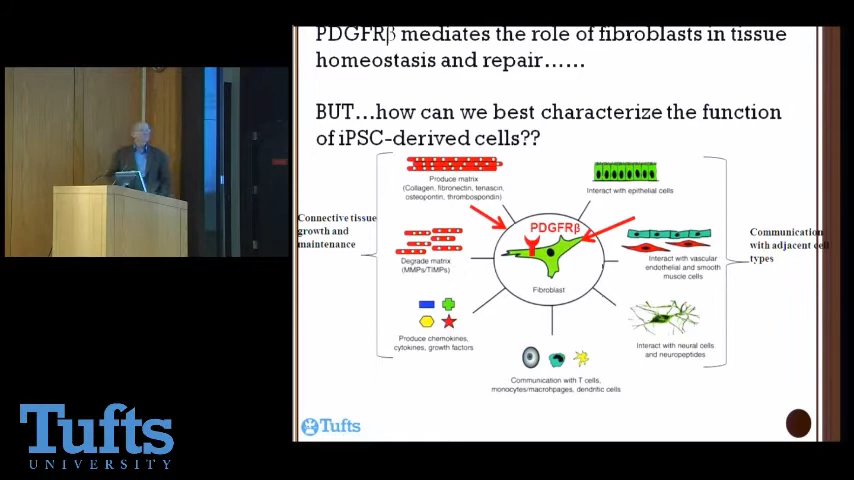 PDGFRβ mediates the role of fibroblasts in tissue
homeostasis and repair......
BUT...how can we best characterize the function
of iPSC-derived cells??
Produce matrix
(Collagen, fibronectin, tenascin,
osteopontin, thrombospondin)
Interact with epithelial cells
Connective tissue
growth and
maintenance
PDGFRβ
Communication
with adjacent cell
types
Degrade matrix
(MMPs/TIMPs)
Interact with vascular
endothelial and smooth
muscle cells
Fibroblast
Produce chemokines,
cytokines, growth factors
Interact with neural cells
and neuropeptides
Communication with T cells,
monocytes/macrohpages, dendritic cells
Tufts
Tufts
UNIVERSITY